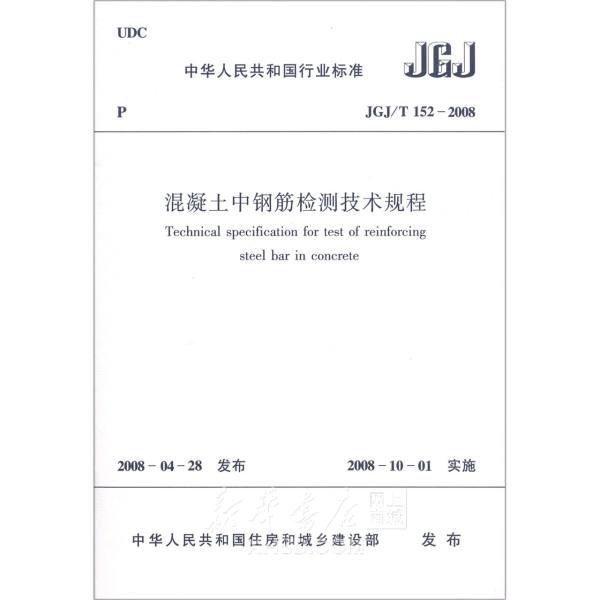 UDC
中华人民共和国行业标准 JGJ
P JGJ/T 152-2008
混凝土中钢筋检测技术规程
Technical specification for test of reinforcing
steel bar in concrete
2008-04-28 发布 2008-10-01 实施
新华书店 网上商城
中华人民共和国住房和城乡建设部 发布